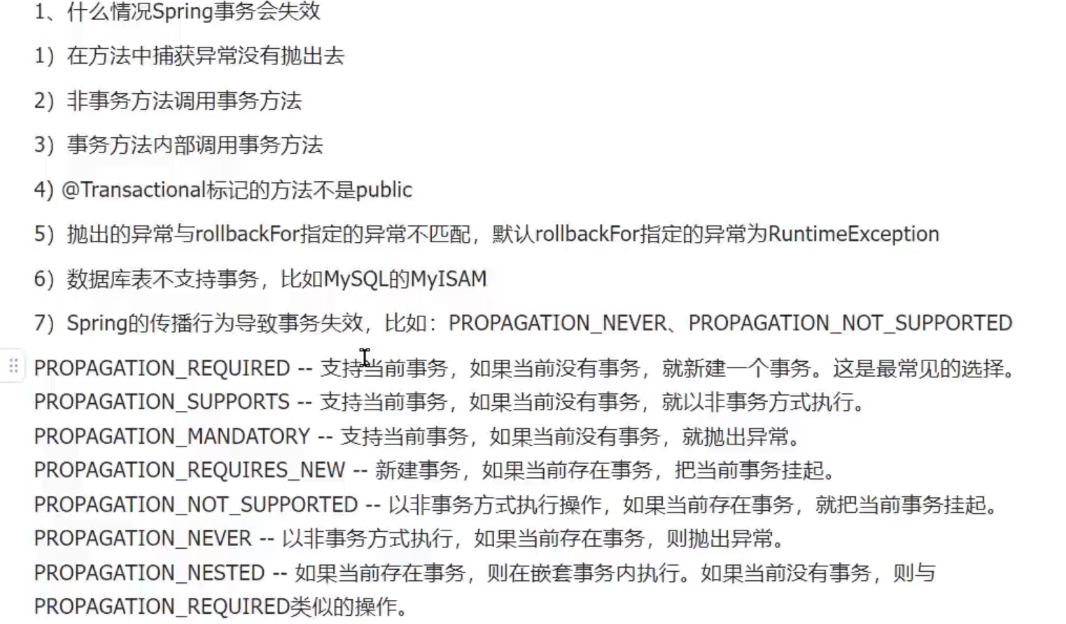 1、什么情况Spring事务会失效
1）在方法中捕获异常没有抛出去
2）非事务方法调用事务方法
3）事务方法内部调用事务方法
4) @Transactional标记的方法不是public
5）抛出的异常与rollbackFor指定的异常不匹配，默认rollbackFor指定的异常为RuntimeException
6）数据库表不支持事务，比如MySQL的MyISAM
7）Spring的传播行为导致事务失效，比如：PROPAGATION_NEVER、PROPAGATION_NOT_SUPPORTED
PROPAGATION_REQUIRED -- 支持当前事务，如果当前没有事务，就新建一个事务。这是最常见的选择。
PROPAGATION_SUPPORTS -- 支持当前事务，如果当前没有事务，就以非事务方式执行。
PROPAGATION_MANDATORY -- 支持当前事务，如果当前没有事务，就抛出异常。
PROPAGATION_REQUIRES_NEW -- 新建事务，如果当前存在事务，把当前事务挂起。
PROPAGATION_NOT_SUPPORTED -- 以非事务方式执行操作，如果当前存在事务，就把当前事务挂起。
PROPAGATION_NEVER -- 以非事务方式执行，如果当前存在事务，则抛出异常。
PROPAGATION_NESTED -- 如果当前存在事务，则在嵌套事务内执行。如果当前没有事务，则与
PROPAGATION_REQUIRED类似的操作。